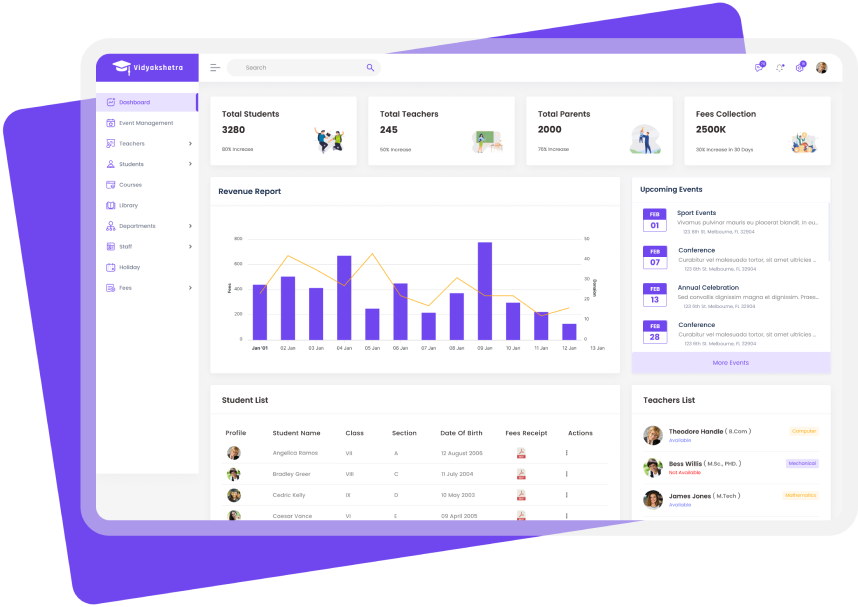 Vidyakshetra
Search
Dashboard
Event Management
Teachers
Students
Courses
Library
Departments
Staff
Holiday
Fees
Total Students
3280
80% Increase
Total Teachers
245
50% Increase
Total Parents
2000
76% Increase
Fees Collection
2500K
30% Increase in 30 Days
Revenue Report
800
600
400
200
0
Fees
50
40
30
20
10
0
Donation
Jan'01 02 Jan 03 Jan 04 Jan 05 Jan 06 Jan 07 Jan 08 Jan 09 Jan 10 Jan 11 Jan 12 Jan 13 Jan
Upcoming Events
FEB
01
Sport Events
Vivamus pulvinar mauris eu placerat blandit. In eu...
123 6th St. Melbourne, FL 32904
FEB
07
Conference
Curabitur vel malesuada tortor, sit amet ultricies ...
123 6th St. Melbourne, FL 32904
FEB
13
Annual Celebration
Sed convallis dignissim magna et dignissim. Praes...
123 6th St. Melbourne, FL 32904
FEB
28
Conference
Curabitur vel malesuada tortor, sit amet ultricies ...
123 6th St. Melbourne, FL 32904
More Events
Student List
Profile Student Name Class Section Date Of Birth Fees Receipt Actions
Angelica Ramos VII A 12 August 2006
Bradley Greer VIII C 11 July 2004
Cedric Kelly IX D 10 May 2003
Caesar Vance VI E 08 April 2005
Teachers List
Theodore Handle ( B.Com ) Computer
Available
Bess Willis ( M.Sc., PHD. ) Mechanical
Not Available
James Jones ( M.Tech ) Mathematics
Available